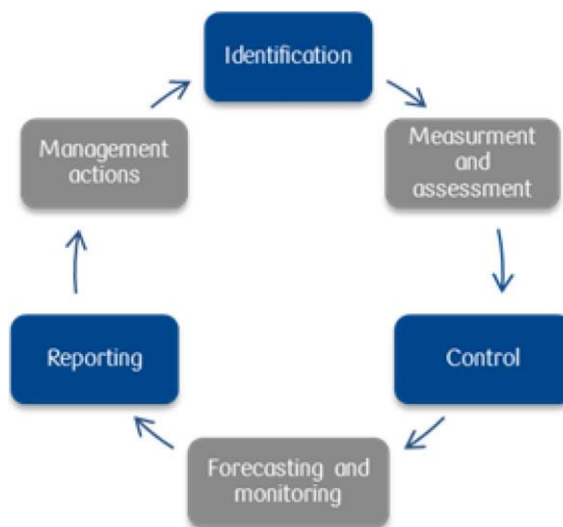 Identification
Measurment
and
assessment
Control
Forecasting and
monitoring
Reporting
Management
actions